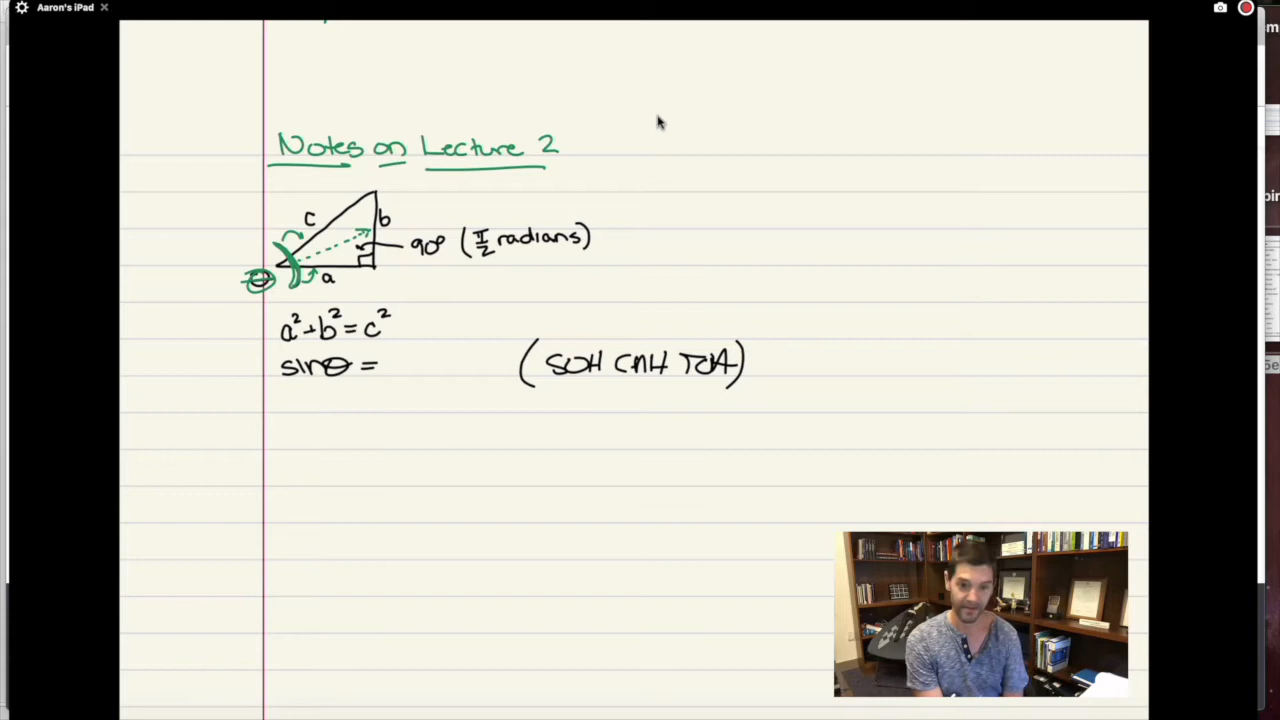 Aaron's iPad
Notes on Lecture 2
c
b
90° (π/2 radians)
θ
a
a² + b² = c²
sinθ =
(SOH CAH TOA)